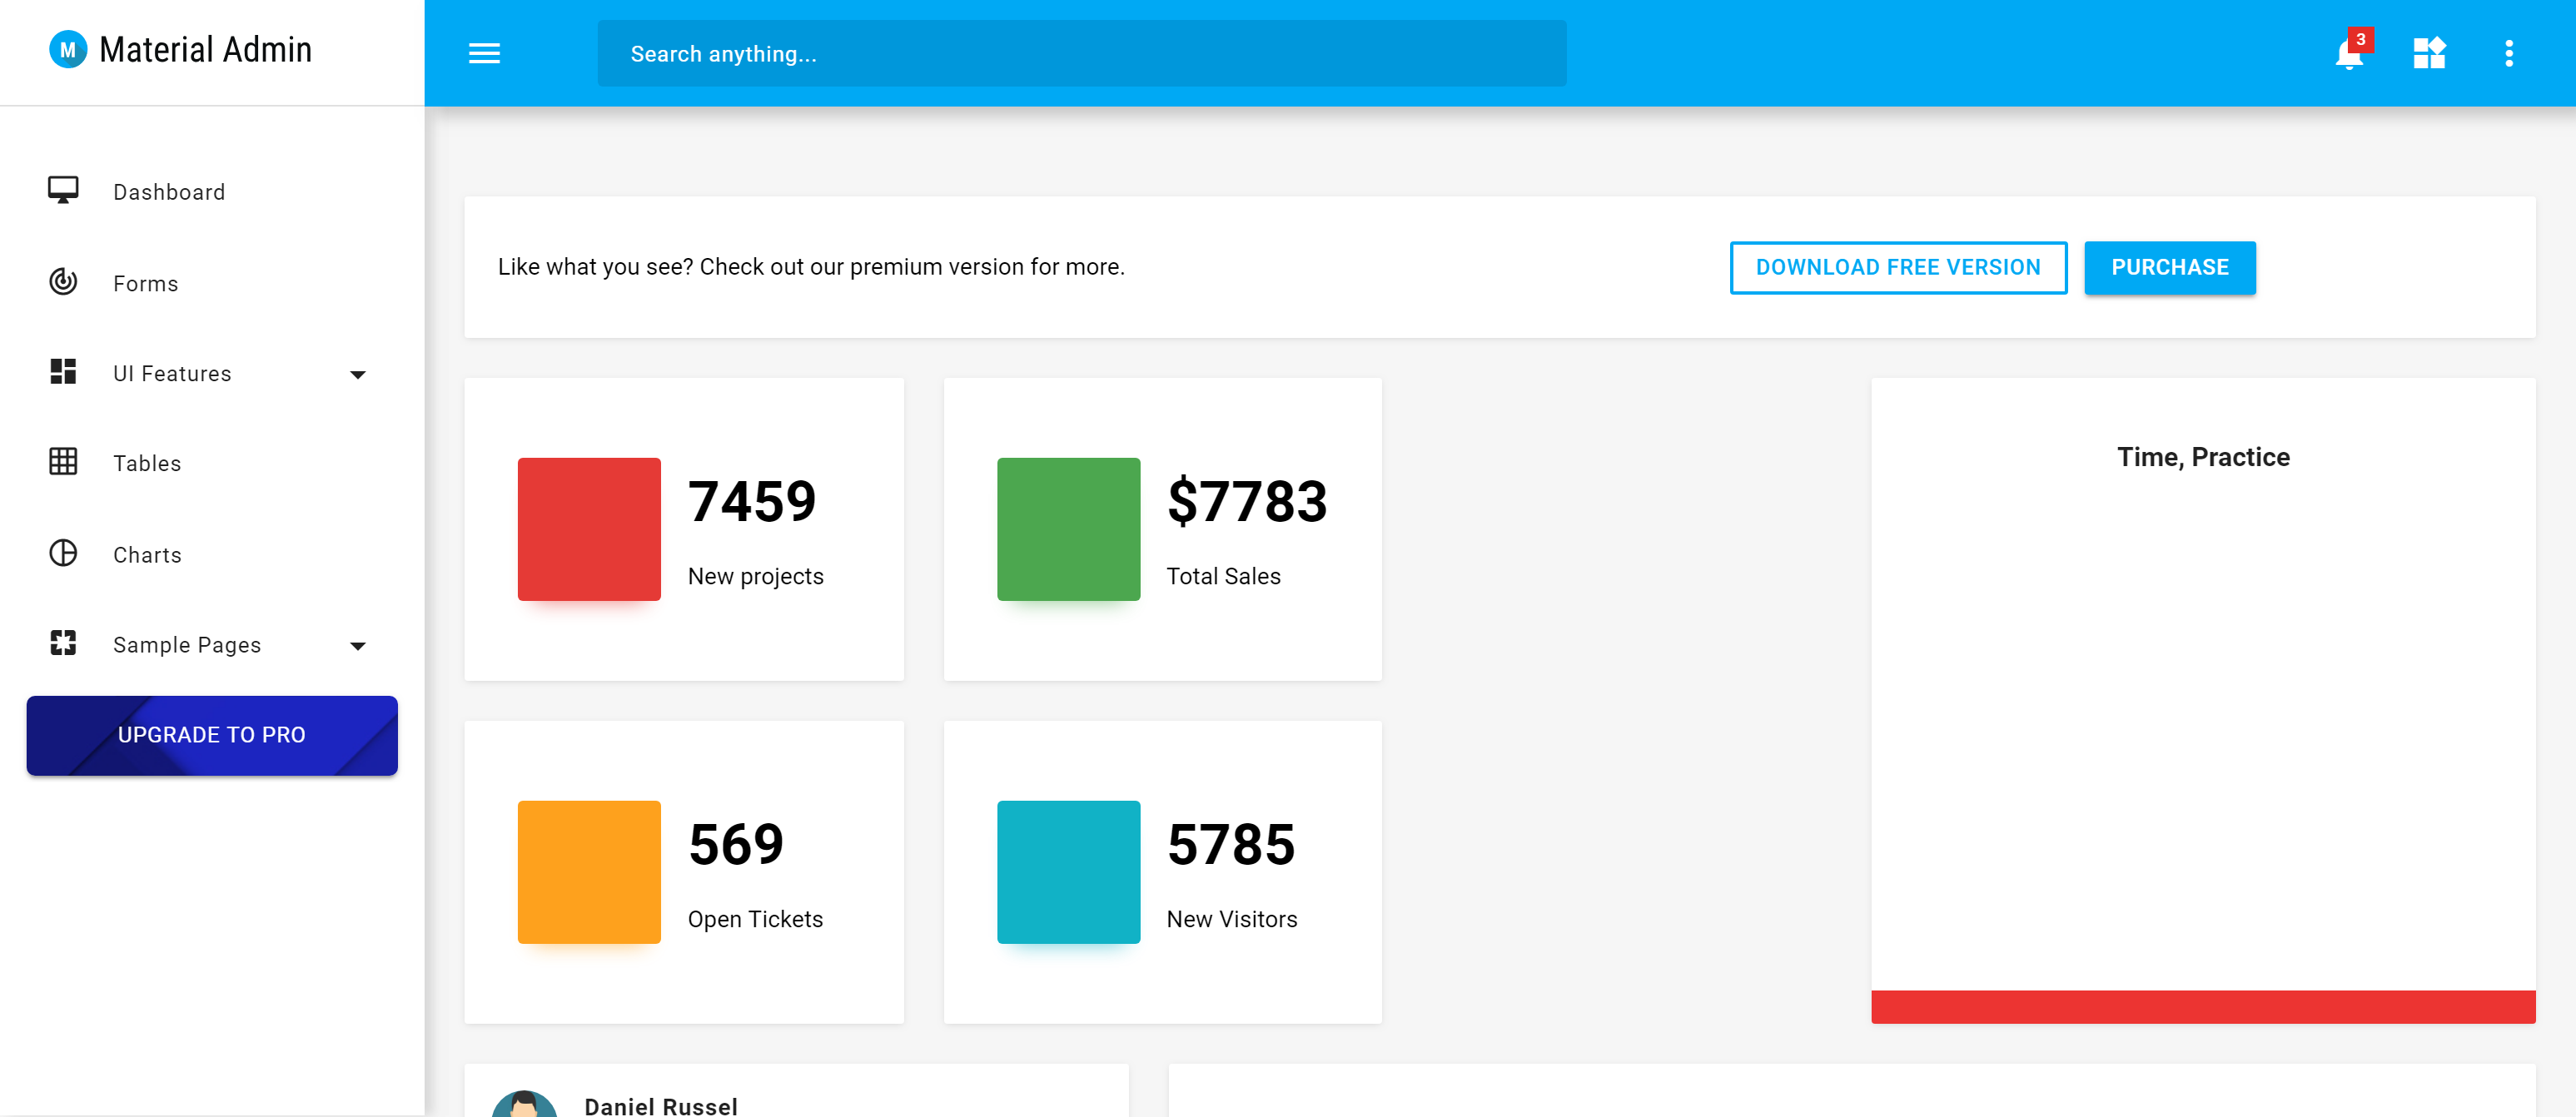 M Material Admin
Search anything...
3
Dashboard
Forms
UI Features
Tables
Charts
Sample Pages
UPGRADE TO PRO
Like what you see? Check out our premium version for more.
DOWNLOAD FREE VERSION
PURCHASE
7459
New projects
$7783
Total Sales
Time, Practice
569
Open Tickets
5785
New Visitors
Daniel Russel